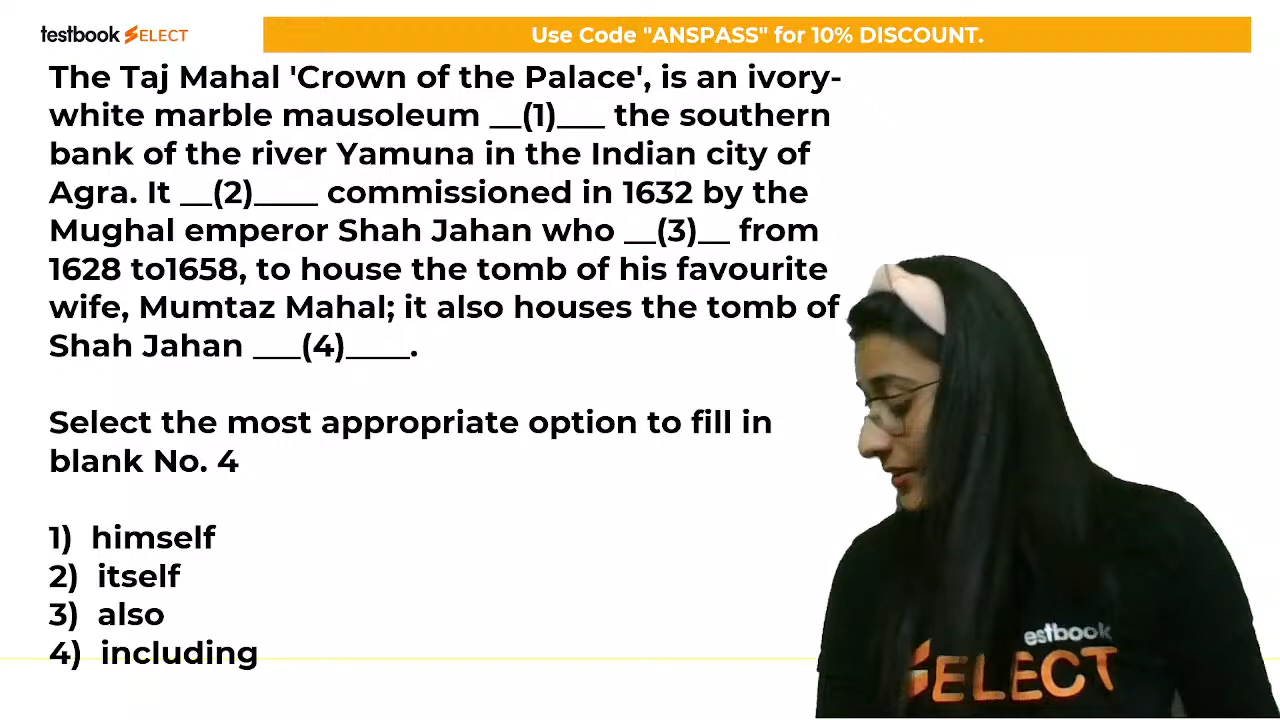 testbook SELECT
Use Code "ANSPASS" for 10% DISCOUNT.
The Taj Mahal 'Crown of the Palace', is an ivory-
white marble mausoleum __(1)___ the southern
bank of the river Yamuna in the Indian city of
Agra. It __(2)____ commissioned in 1632 by the
Mughal emperor Shah Jahan who __(3)__ from
1628 to1658, to house the tomb of his favourite
wife, Mumtaz Mahal; it also houses the tomb of
Shah Jahan ___(4)____.
Select the most appropriate option to fill in
blank No. 4
1) himself
2) itself
3) also
4) including
estbook
SELECT